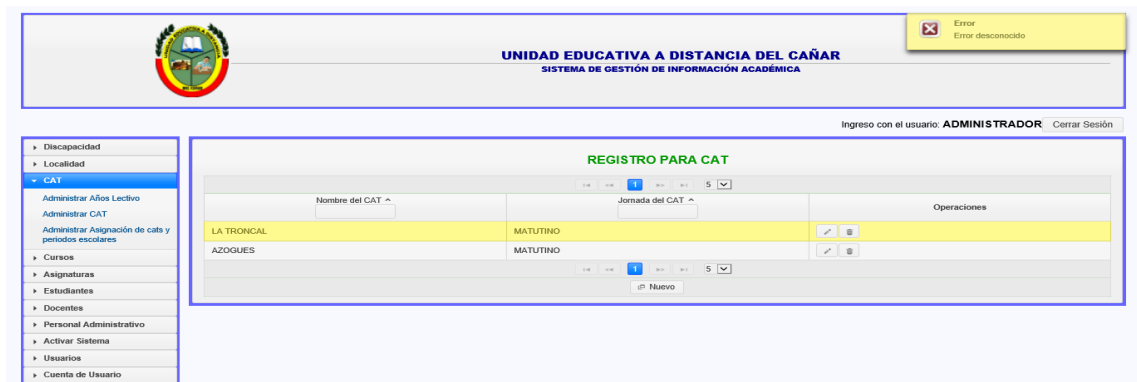 Error
Error desconocido
UNIDAD EDUCATIVA A DISTANCIA DEL CAÑAR
SISTEMA DE GESTIÓN DE INFORMACIÓN ACADÉMICA
Ingreso con el usuario: ADMINISTRADOR Cerrar Sesión
Discapacidad
Localidad
CAT
Administrar Años Lectivo
Administrar CAT
Administrar Asignación de cats y
periodos escolares
Cursos
Asignaturas
Estudiantes
Docentes
Personal Administrativo
Activar Sistema
Usuarios
Cuenta de Usuario
REGISTRO PARA CAT
1 5
Nombre del CAT Jornada del CAT Operaciones
LA TRONCAL MATUTINO
AZOGUES MATUTINO
1 5
Nuevo